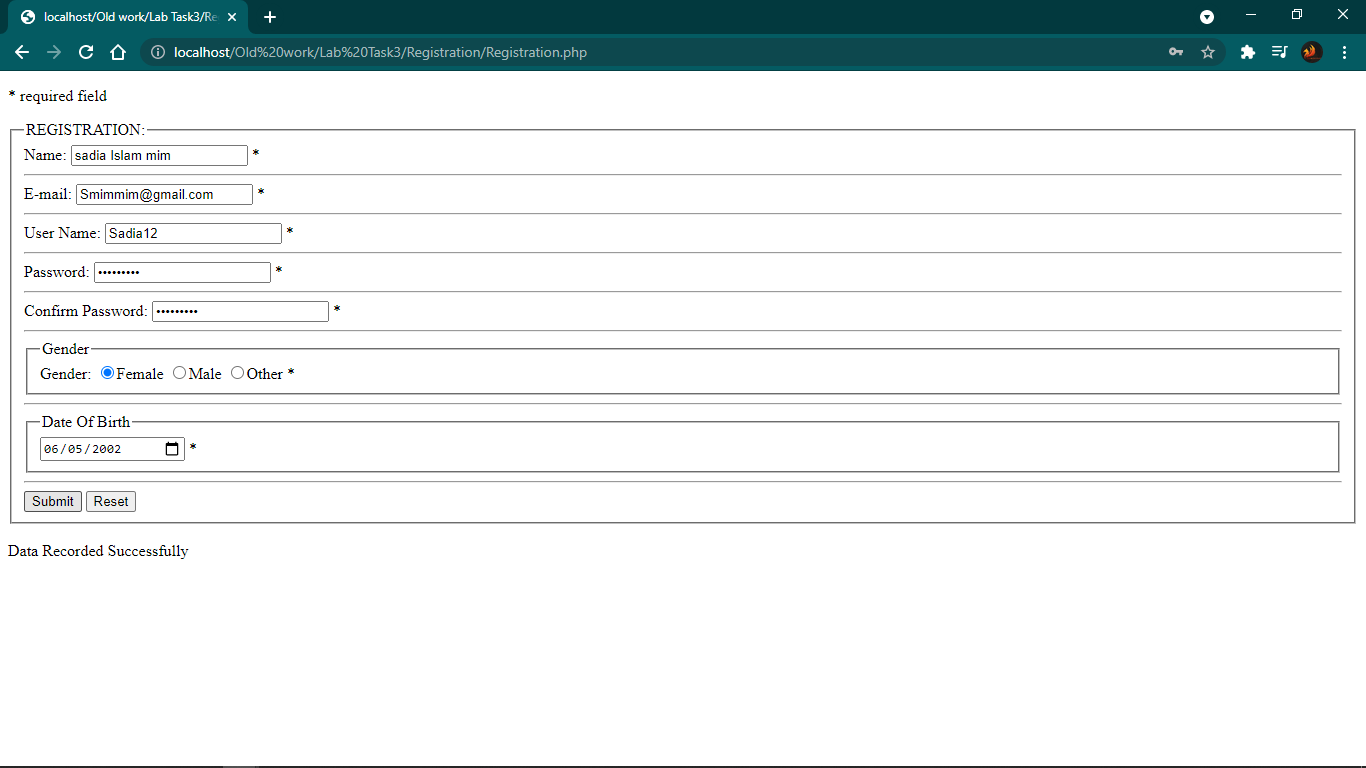 localhost/Old work/Lab Task3/Re
localhost/Old%20work/Lab%20Task3/Registration/Registration.php
* required field
REGISTRATION:
Name: sadia Islam mim *
E-mail: Smimmim@gmail.com *
User Name: Sadia12 *
Password: ••••••••• *
Confirm Password: ••••••••• *
Gender
Gender: Female Male Other *
Date Of Birth
06/05/2002 *
Submit Reset
Data Recorded Successfully